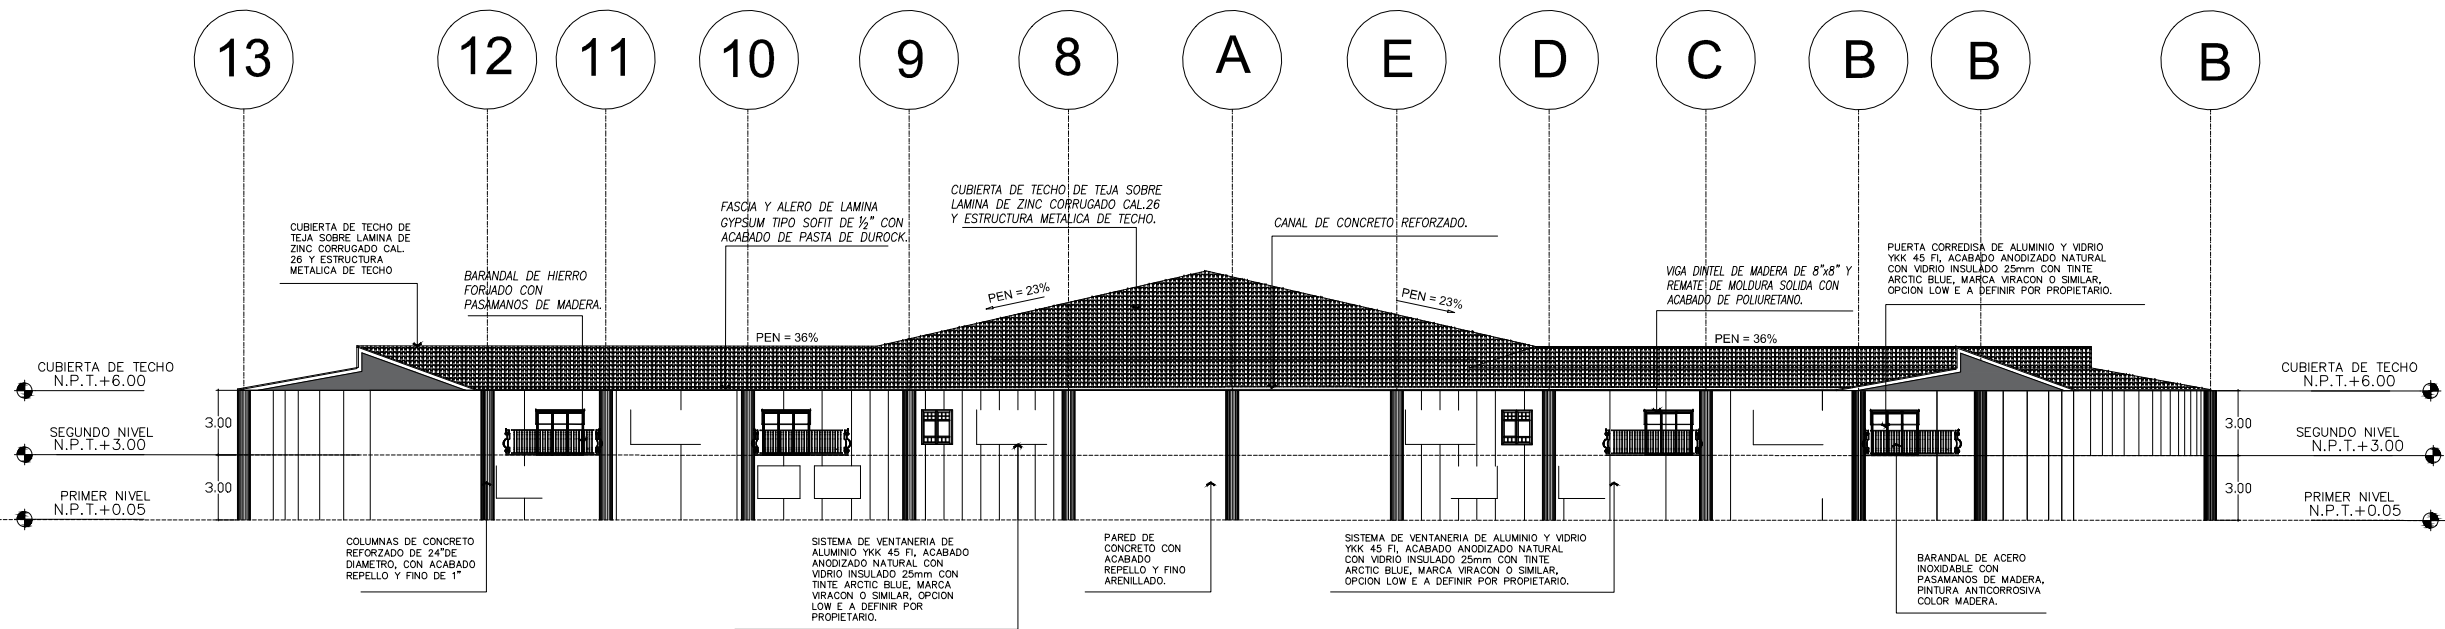 13
12
11
10
9
8
A
E
D
C
B
B
B
CUBIERTA DE TECHO DE
TEJA SOBRE LAMINA DE
ZINC CORRUGADO CAL.
26 Y ESTRUCTURA
METALICA DE TECHO
BARANDAL DE HIERRO
FORJADO CON
PASAMANOS DE MADERA.
FASCIA Y ALERO DE LAMINA
GYPSUM TIPO SOFIT DE ½" CON
ACABADO DE PASTA DE DUROCK.
CUBIERTA DE TECHO DE TEJA SOBRE
LAMINA DE ZINC CORRUGADO CAL.26
Y ESTRUCTURA METALICA DE TECHO.
CANAL DE CONCRETO REFORZADO.
VIGA DINTEL DE MADERA DE 8"x8" Y
REMATE DE MOLDURA SOLIDA CON
ACABADO DE POLIURETANO.
PUERTA CORREDISA DE ALUMINIO Y VIDRIO
YKK 45 FI, ACABADO ANODIZADO NATURAL
CON VIDRIO INSULADO 25mm CON TINTE
ARCTIC BLUE, MARCA VIRACON O SIMILAR,
OPCION LOW E A DEFINIR POR PROPIETARIO.
PEN = 23%
PEN = 23%
PEN = 36%
PEN = 36%
CUBIERTA DE TECHO
N.P.T.+6.00
SEGUNDO NIVEL
N.P.T.+3.00
PRIMER NIVEL
N.P.T.+0.05
3.00
3.00
3.00
3.00
CUBIERTA DE TECHO
N.P.T.+6.00
SEGUNDO NIVEL
N.P.T.+3.00
PRIMER NIVEL
N.P.T.+0.05
COLUMNAS DE CONCRETO
REFORZADO DE 24"DE
DIAMETRO, CON ACABADO
REPELLO Y FINO DE 1"
SISTEMA DE VENTANERIA DE
ALUMINIO YKK 45 FI, ACABADO
ANODIZADO NATURAL CON
VIDRIO INSULADO 25mm CON
TINTE ARCTIC BLUE, MARCA
VIRACON O SIMILAR, OPCION
LOW E A DEFINIR POR
PROPIETARIO.
PARED DE
CONCRETO CON
ACABADO
REPELLO Y FINO
ARENILLADO.
SISTEMA DE VENTANERIA DE ALUMINIO Y VIDRIO
YKK 45 FI, ACABADO ANODIZADO NATURAL
CON VIDRIO INSULADO 25mm CON TINTE
ARCTIC BLUE, MARCA VIRACON O SIMILAR,
OPCION LOW E A DEFINIR POR PROPIETARIO.
BARANDAL DE ACERO
INOXIDABLE CON
PASAMANOS DE MADERA,
PINTURA ANTICORROSIVA
COLOR MADERA.